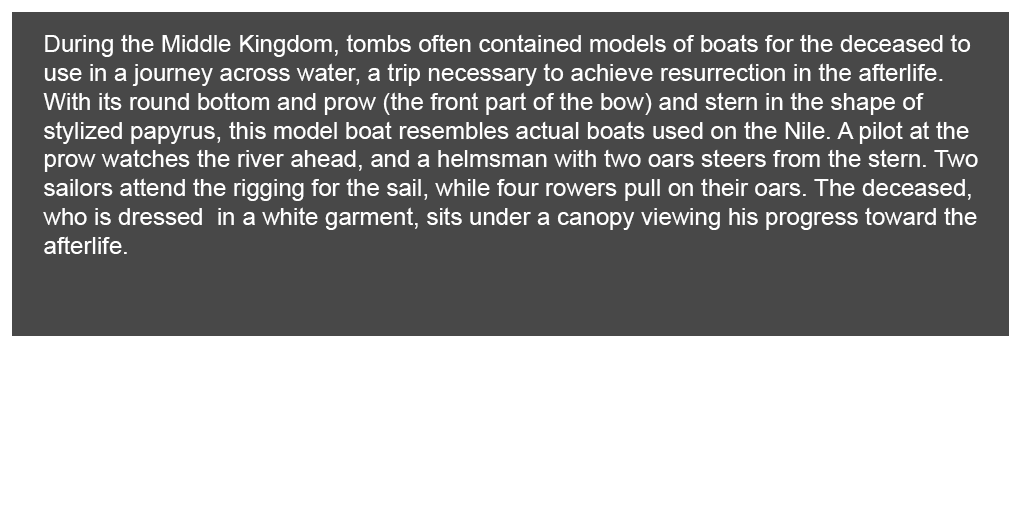 During the Middle Kingdom, tombs often contained models of boats for the deceased to
use in a journey across water, a trip necessary to achieve resurrection in the afterlife.
With its round bottom and prow (the front part of the bow) and stern in the shape of
stylized papyrus, this model boat resembles actual boats used on the Nile. A pilot at the
prow watches the river ahead, and a helmsman with two oars steers from the stern. Two
sailors attend the rigging for the sail, while four rowers pull on their oars. The deceased,
who is dressed  in a white garment, sits under a canopy viewing his progress toward the
afterlife.